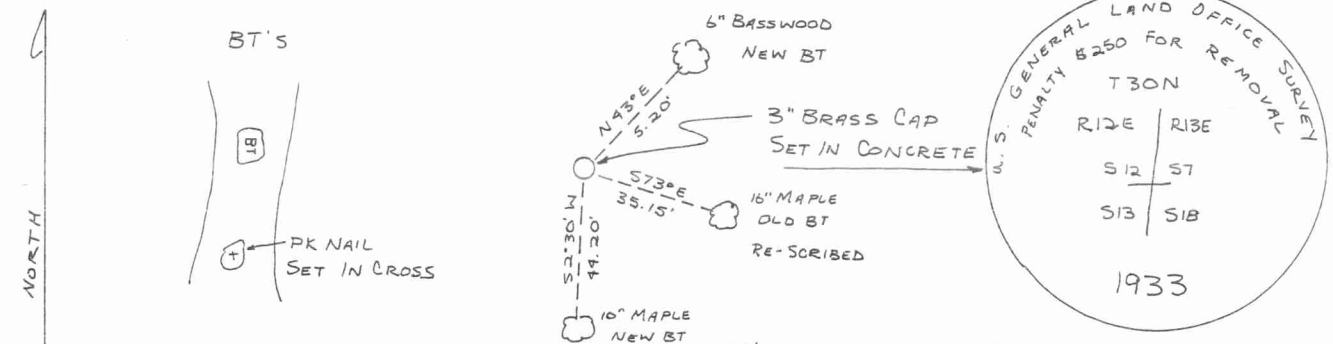 NORTH
BT'S
BT
PK NAIL
SET IN CROSS
6" BASSWOOD
NEW BT
N43°E
5.20'
3" BRASS CAP
SET IN CONCRETE
S73°E
35.15'
16" MAPLE
OLD BT
RE-SCRIBED
S2°30'W
44.20'
10" MAPLE
NEW BT
U.S. GENERAL LAND OFFICE SURVEY
PENALTY $250 FOR REMOVAL
T30N
R12E R13E
S12 S7
S13 S18
1933